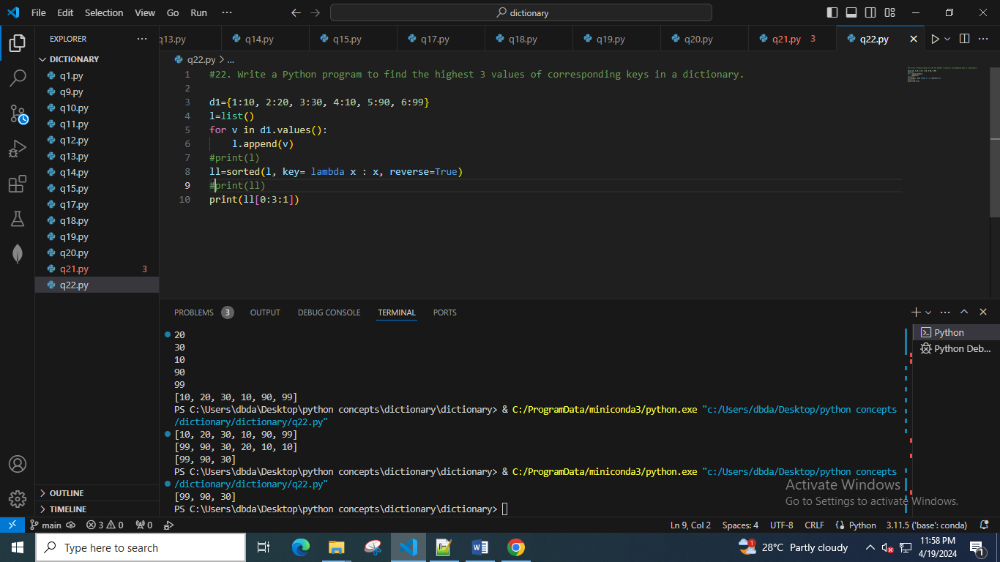 File Edit Selection View Go Run ··· dictionary
EXPLORER ···
q13.py q14.py q15.py q17.py q18.py q19.py q20.py q21.py 3 q22.py
DICTIONARY
q1.py
q9.py
q10.py
q11.py
q12.py
q13.py
q14.py
q15.py
q17.py
q18.py
q19.py
q20.py
q21.py 3
q22.py
OUTLINE
TIMELINE
q22.py > ...
1 #22. Write a Python program to find the highest 3 values of corresponding keys in a dictionary.
2
3 d1={1:10, 2:20, 3:30, 4:10, 5:90, 6:99}
4 l=list()
5 for v in d1.values():
6     l.append(v)
7 #print(l)
8 ll=sorted(l, key= lambda x : x, reverse=True)
9 #print(ll)
10 print(ll[0:3:1])
PROBLEMS 3 OUTPUT DEBUG CONSOLE TERMINAL PORTS
20
30
10
90
99
[10, 20, 30, 10, 90, 99]
PS C:\Users\dbda\Desktop\python concepts\dictionary\dictionary> & C:/ProgramData/miniconda3/python.exe "c:/Users/dbda/Desktop/python concepts
/dictionary/dictionary/q22.py"
[10, 20, 30, 10, 90, 99]
[99, 90, 30, 20, 10, 10]
[99, 90, 30]
PS C:\Users\dbda\Desktop\python concepts\dictionary\dictionary> & C:/ProgramData/miniconda3/python.exe "c:/Users/dbda/Desktop/python concepts
/dictionary/dictionary/q22.py"
[99, 90, 30]
PS C:\Users\dbda\Desktop\python concepts\dictionary\dictionary>
Python
Python Deb...
Activate Windows
Go to Settings to activate Windows.
main 3 0 0 Ln 9, Col 2 Spaces: 4 UTF-8 CRLF Python 3.11.5 ('base': conda)
Type here to search 1 28°C Partly cloudy 11:58 PM
4/19/2024 1